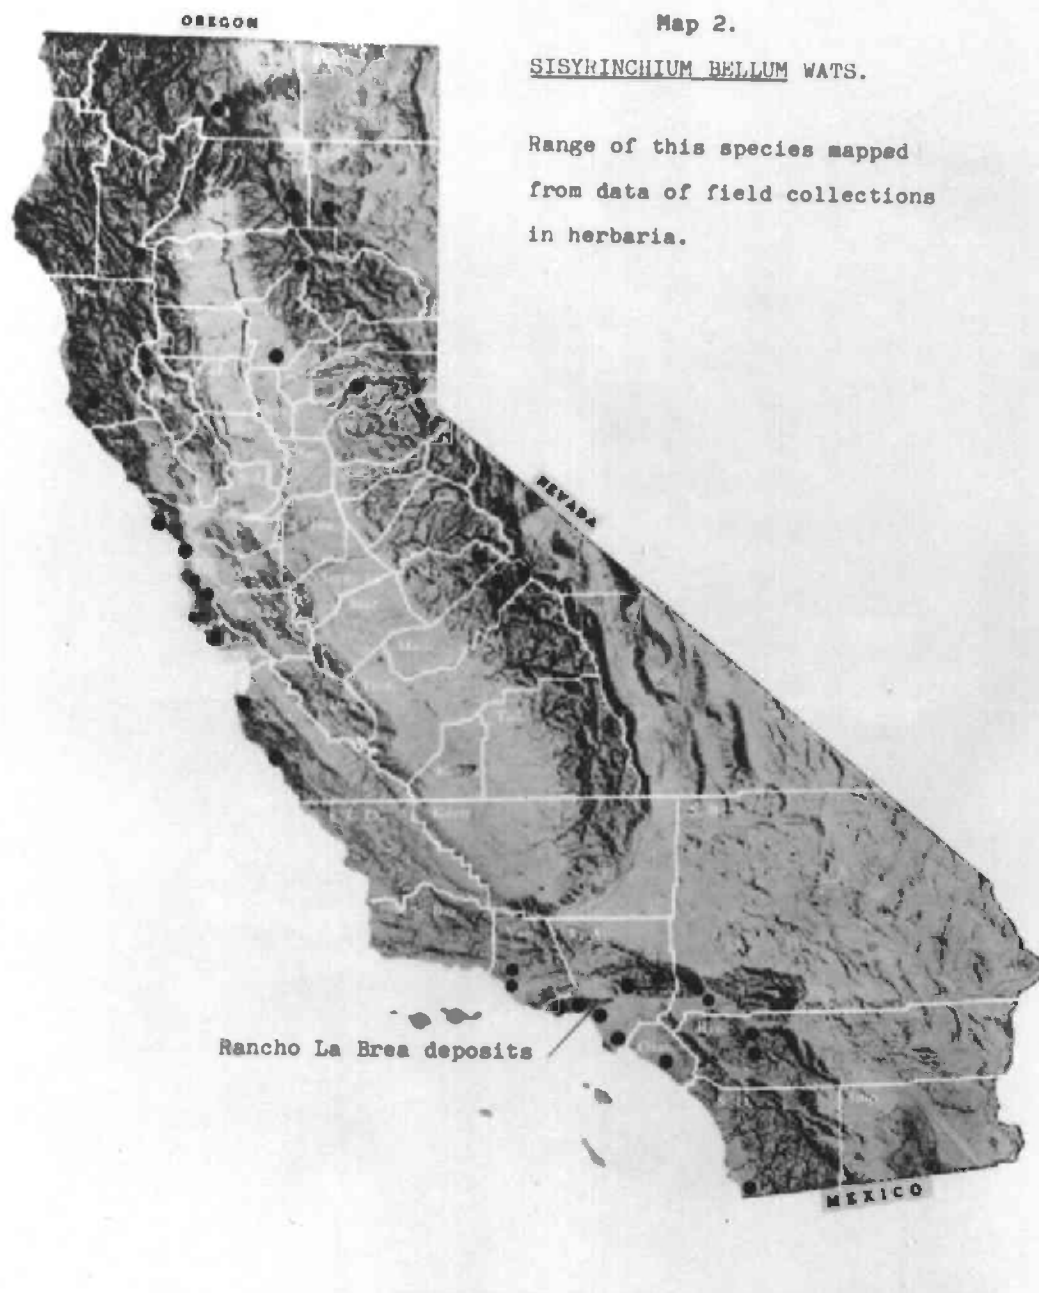 OREGON
Map 2.
SISYRINCHIUM BELLUM WATS.
Range of this species mapped
from data of field collections
in herbaria.
NEVADA
Rancho La Brea deposits
MEXICO